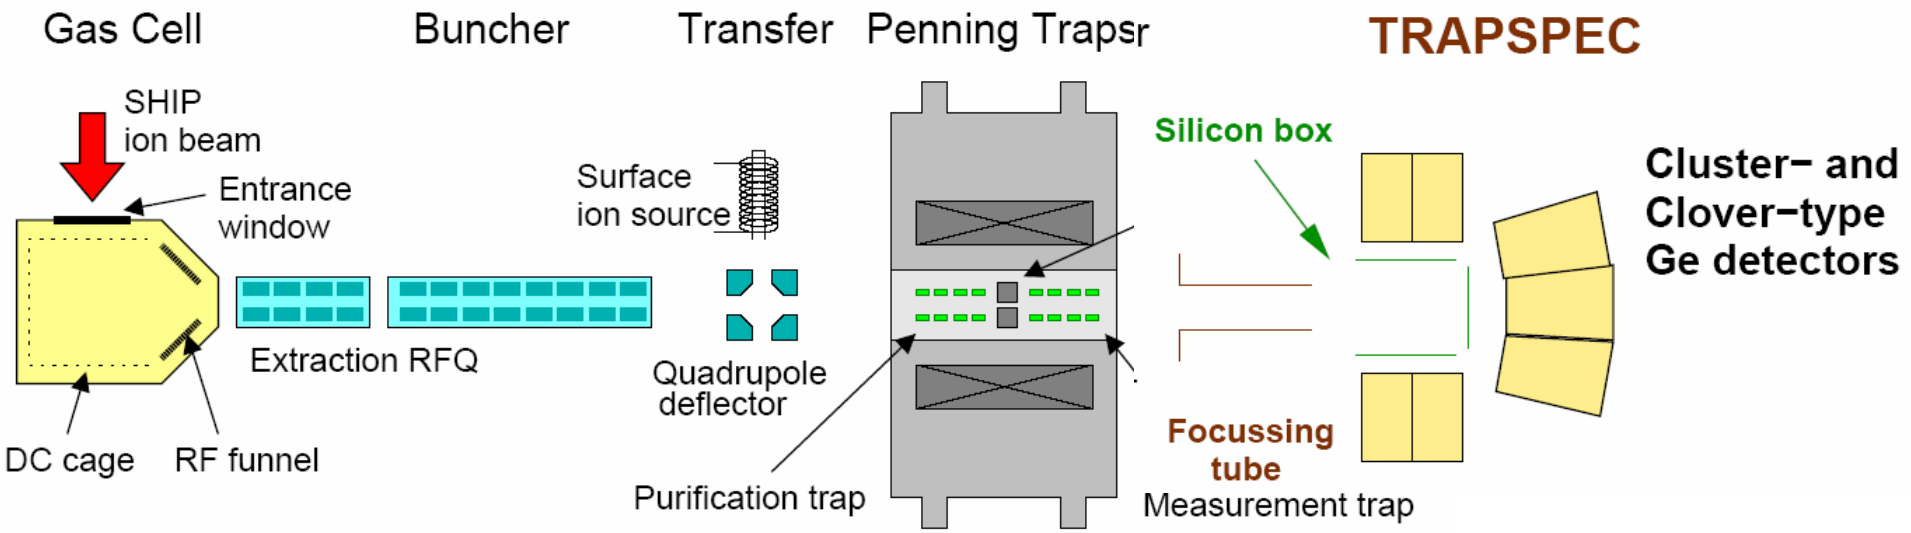 Gas Cell
Buncher
Transfer
Penning Trapsr
TRAPSPEC
SHIP
ion beam
Entrance
window
Surface
ion source
Silicon box
Cluster− and
Clover−type
Ge detectors
Extraction RFQ
Quadrupole
deflector
DC cage
RF funnel
Purification trap
Focussing
tube
Measurement trap